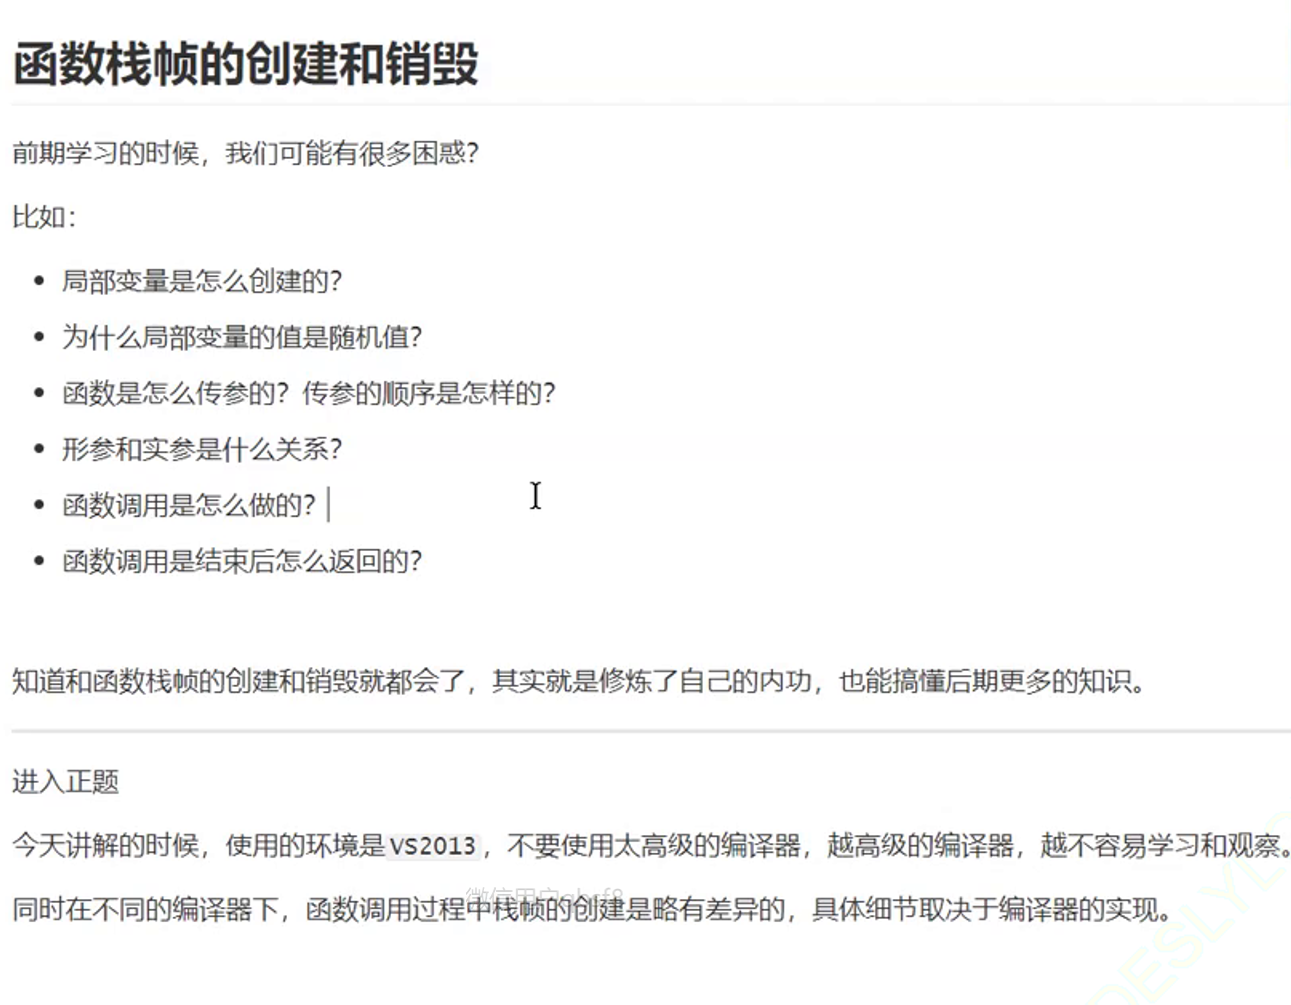 函数栈帧的创建和销毁
前期学习的时候，我们可能有很多困惑？
比如：
局部变量是怎么创建的？
为什么局部变量的值是随机值？
函数是怎么传参的？传参的顺序是怎样的？
形参和实参是什么关系？
函数调用是怎么做的？
函数调用是结束后怎么返回的？
知道和函数栈帧的创建和销毁就都会了，其实就是修炼了自己的内功，也能搞懂后期更多的知识。
进入正题
今天讲解的时候，使用的环境是VS2013，不要使用太高级的编译器，越高级的编译器，越不容易学习和观察。
同时在不同的编译器下，函数调用过程中栈帧的创建是略有差异的，具体细节取决于编译器的实现。